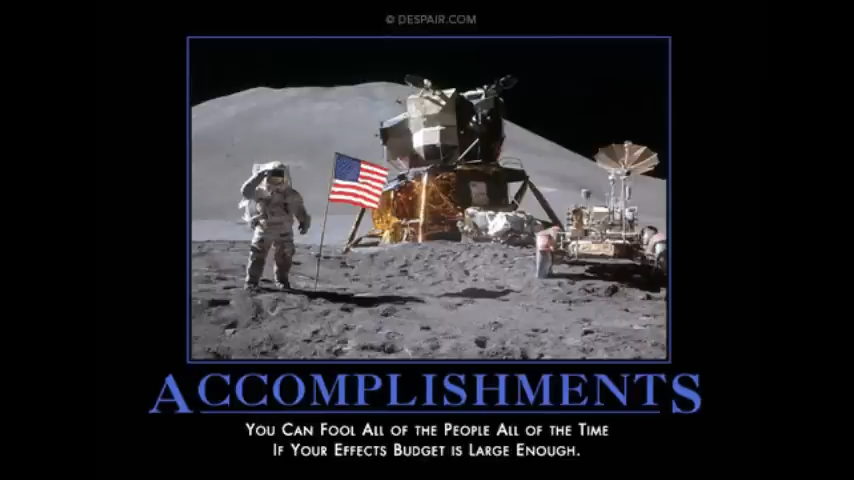 © DESPAIR.COM
ACCOMPLISHMENTS
YOU CAN FOOL ALL OF THE PEOPLE ALL OF THE TIME
IF YOUR EFFECTS BUDGET IS LARGE ENOUGH.